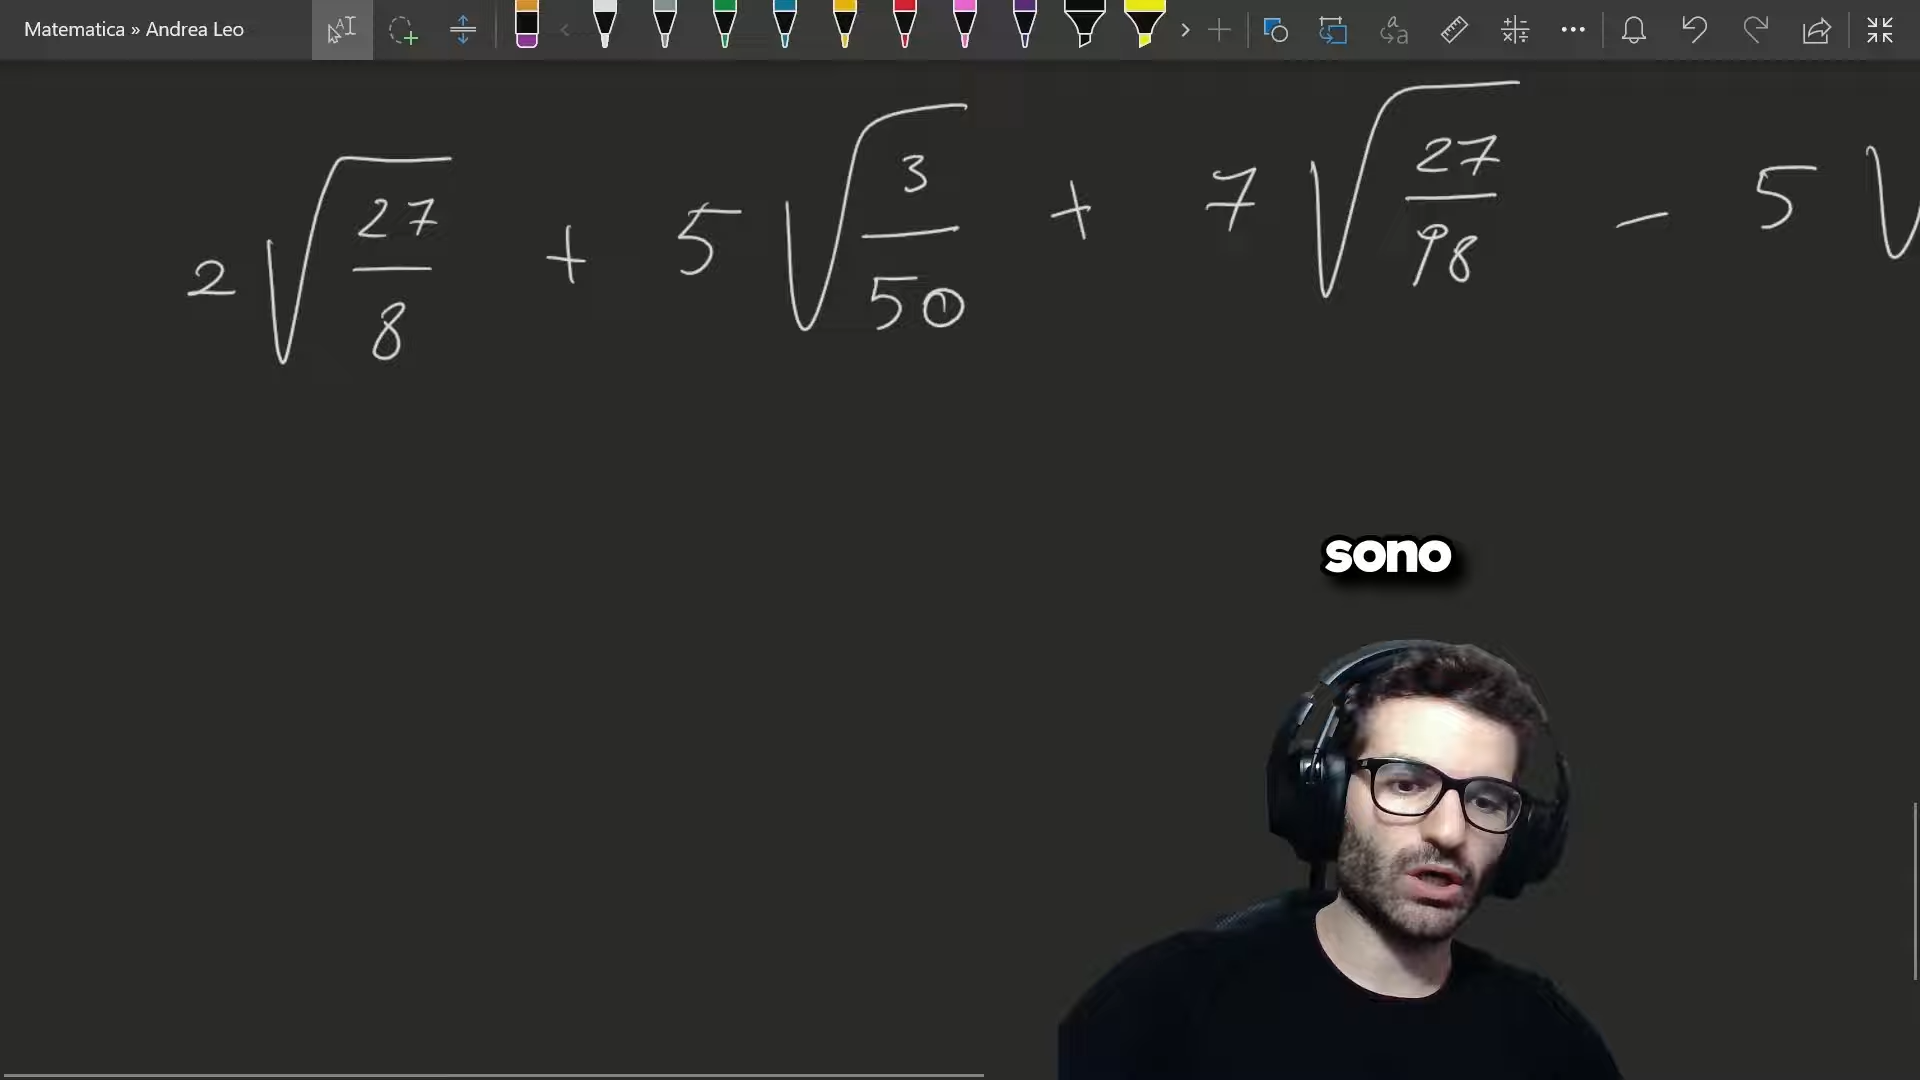 Matematica » Andrea Leo
2 √(27/8) + 5 √(3/50) + 7 √(27/98) - 5 √
sono